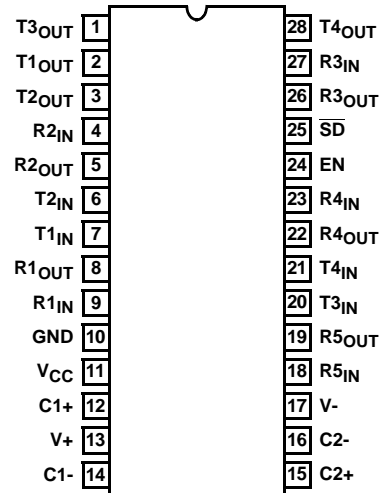 T3OUT 1 28 T4OUT
T1OUT 2 27 R3IN
T2OUT 3 26 R3OUT
R2IN 4 25 S̅D̅
R2OUT 5 24 EN
T2IN 6 23 R4IN
T1IN 7 22 R4OUT
R1OUT 8 21 T4IN
R1IN 9 20 T3IN
GND 10 19 R5OUT
VCC 11 18 R5IN
C1+ 12 17 V-
V+ 13 16 C2-
C1- 14 15 C2+